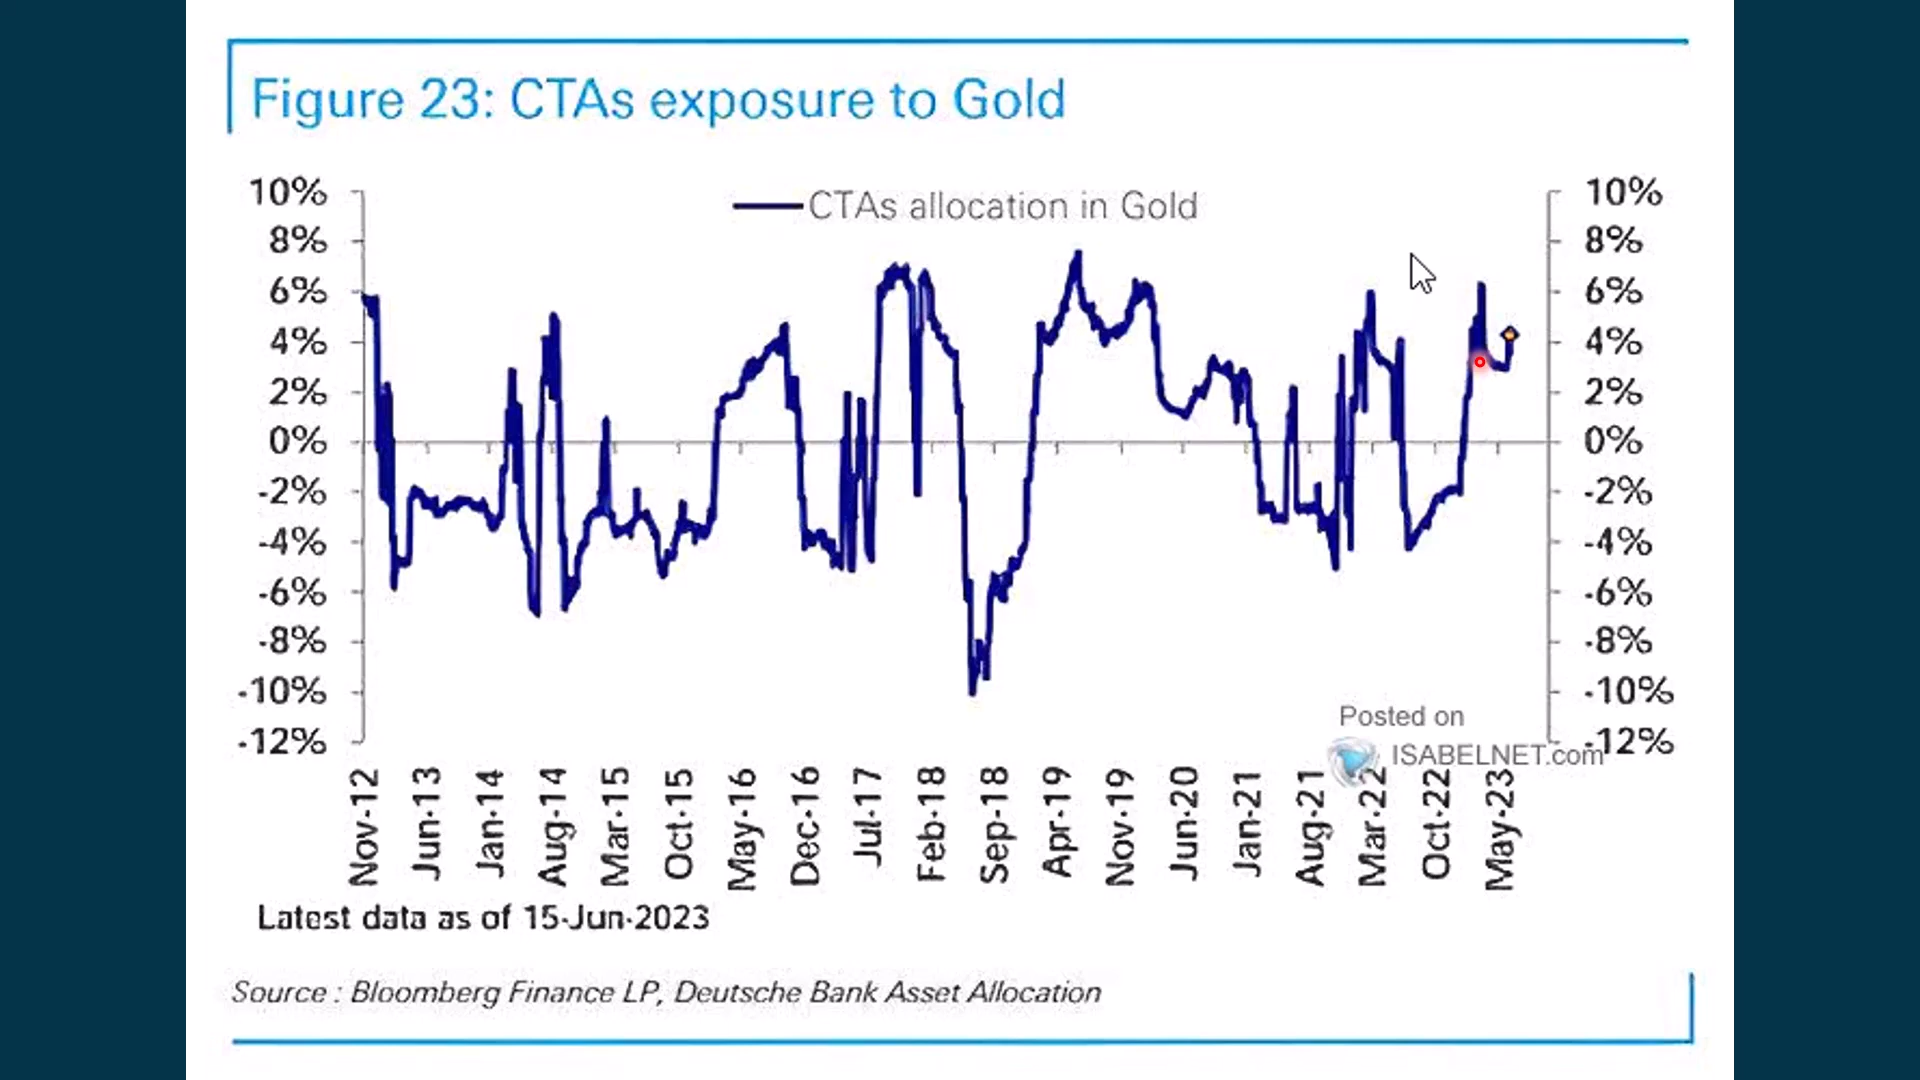 Figure 23: CTAs exposure to Gold
CTAs allocation in Gold
10%
8%
6%
4%
2%
0%
-2%
-4%
-6%
-8%
-10%
-12%
10%
8%
6%
4%
2%
0%
-2%
-4%
-6%
-8%
-10%
-12%
Posted on
ISABELNET.com
Nov-12
Jun-13
Jan-14
Aug-14
Mar-15
Oct-15
May-16
Dec-16
Jul-17
Feb-18
Sep-18
Apr-19
Nov-19
Jun-20
Jan-21
Aug-21
Mar-22
Oct-22
May-23
Latest data as of 15-Jun-2023
Source : Bloomberg Finance LP, Deutsche Bank Asset Allocation